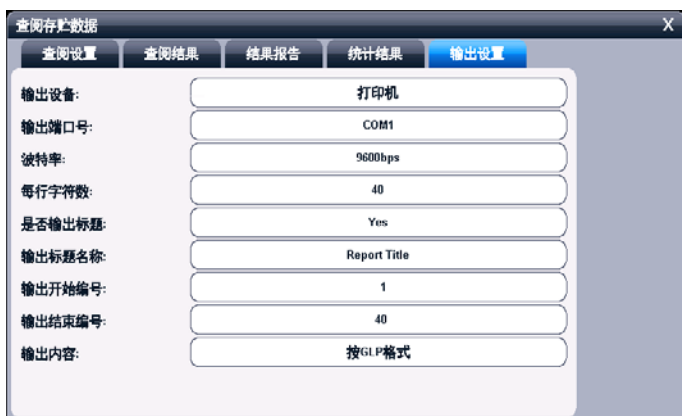 查阅存贮数据 X
查阅设置 查阅结果 结果报告 统计结果 输出设置
输出设备: 打印机
输出端口号: COM1
波特率: 9600bps
每行字符数: 40
是否输出标题: Yes
输出标题名称: Report Title
输出开始编号: 1
输出结束编号: 40
输出内容: 按GLP格式